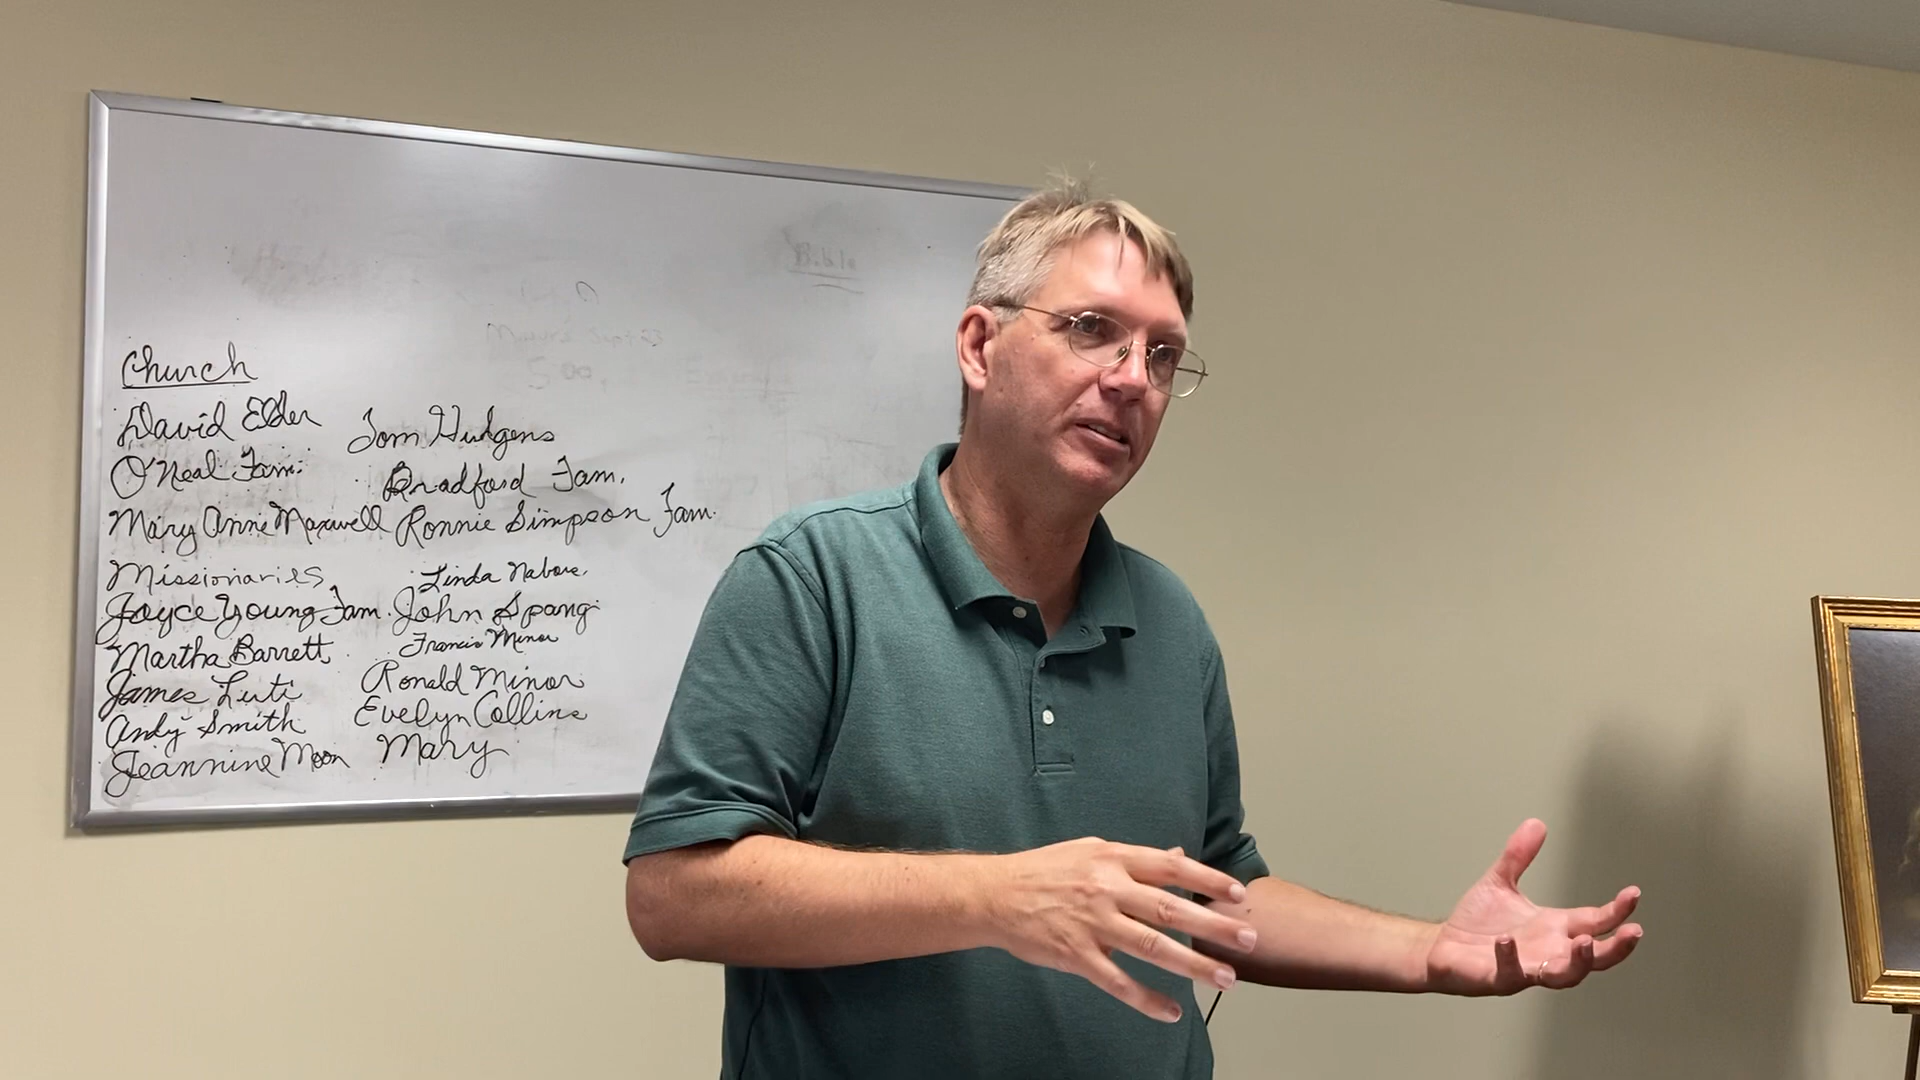 Bible
Church
David Elder Tom Hudgens
O'Neal Fam. Bradford Fam.
Mary Anne Maxwell Ronnie Simpson Fam.
Missionaries Linda Nabors
Joyce Young Fam. John Spang
Martha Barrett Francis Minor
James Luti Ronald Minor
Andy Smith Evelyn Collins
Jeannine Moon Mary